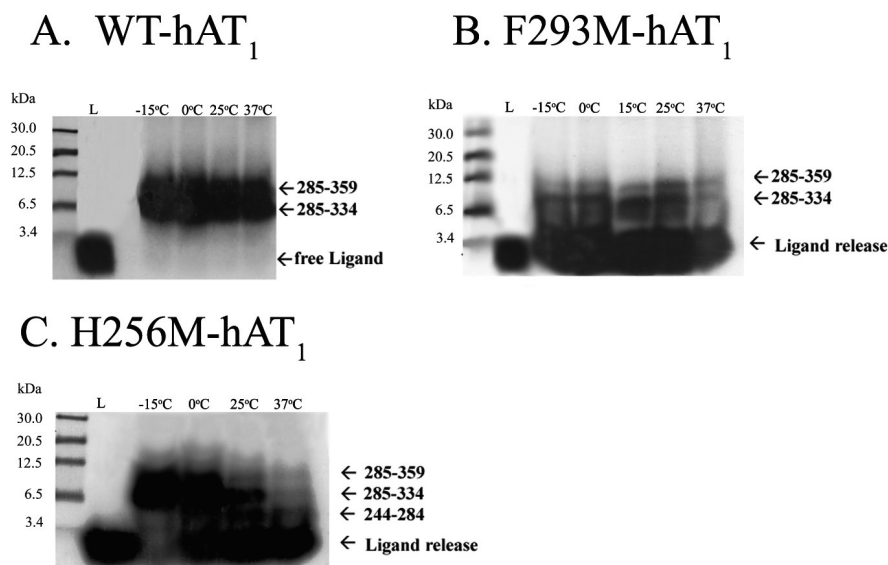 A. WT-hAT1
kDa
L -15°C 0°C 25°C 37°C
30.0
20.5
12.5
6.5
3.4
←285-359
←285-334
←free Ligand
B. F293M-hAT1
kDa
L -15°C 0°C 15°C 25°C 37°C
30.0
20.5
12.5
6.5
3.4
←285-359
←285-334
← Ligand release
C. H256M-hAT1
kDa
L -15°C 0°C 25°C 37°C
30.0
20.5
12.5
6.5
3.4
← 285-359
← 285-334
← 244-284
← Ligand release